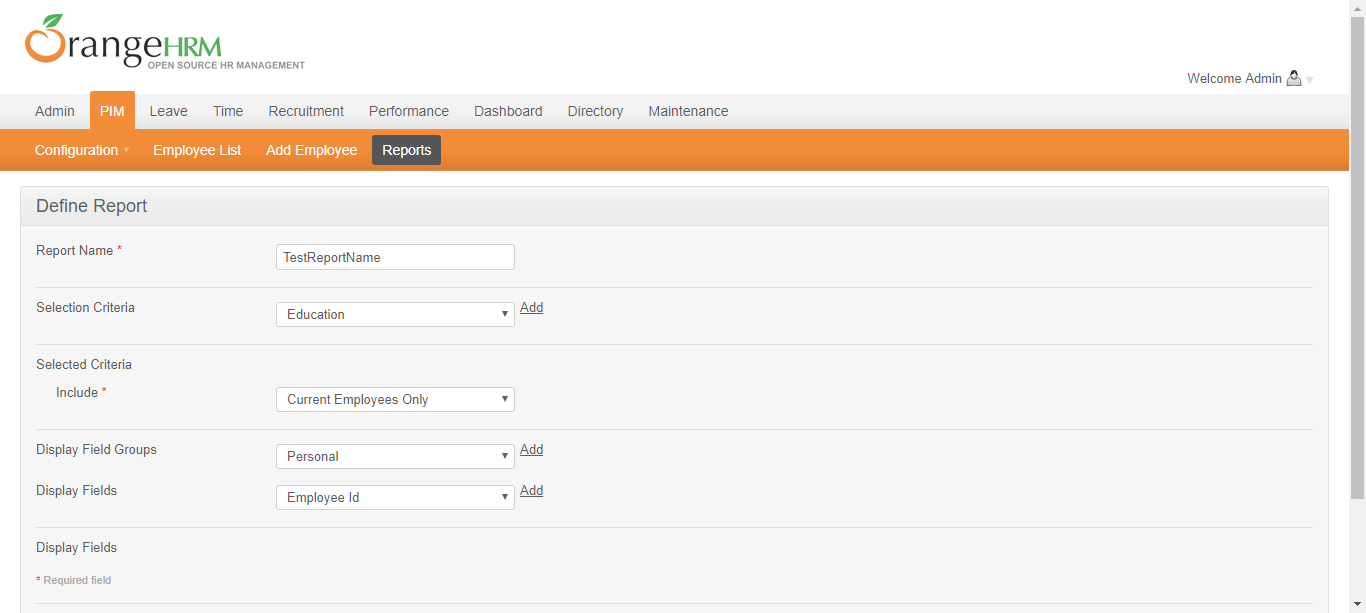 OrangeHRM
OPEN SOURCE HR MANAGEMENT
Welcome Admin
Admin PIM Leave Time Recruitment Performance Dashboard Directory Maintenance
Configuration Employee List Add Employee Reports
Define Report
Report Name * TestReportName
Selection Criteria Education Add
Selected Criteria
Include * Current Employees Only
Display Field Groups Personal Add
Display Fields Employee Id Add
Display Fields
* Required field